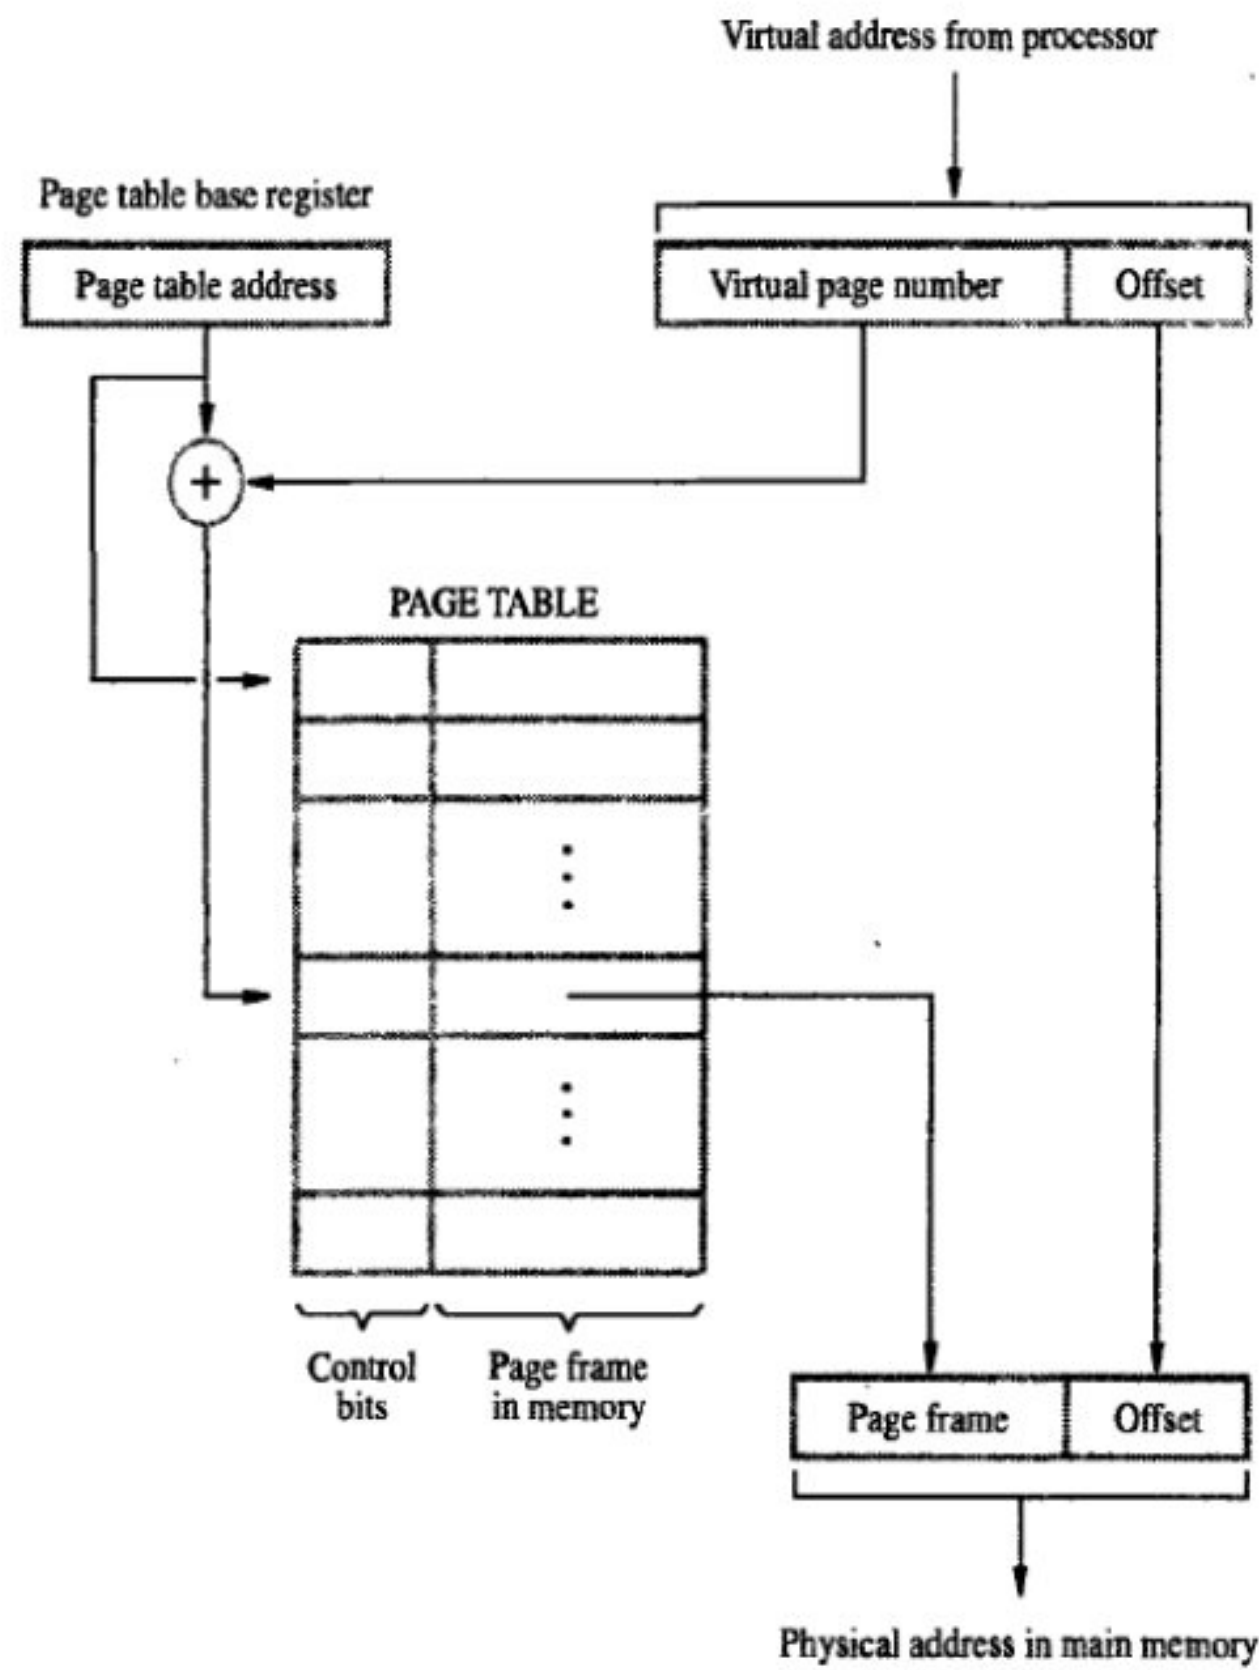 Virtual address from processor
Page table base register
Page table address
Virtual page number
Offset
+
PAGE TABLE
Control
bits
Page frame
in memory
Page frame
Offset
Physical address in main memory